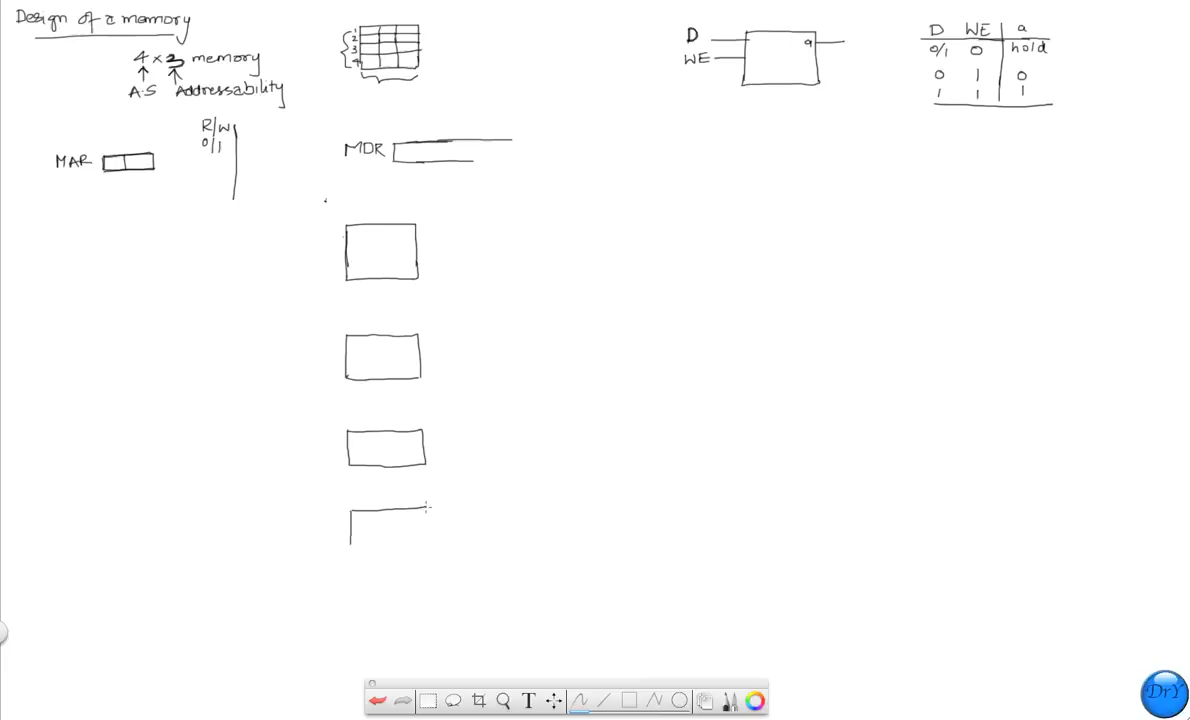 Design of a memory
4 × 3 memory
A.S Addressability
1
2
3
4
D
WE
a
D WE a
0/1 0 hold
0 1 0
1 1 1
R/W
0/1
MAR
MDR
T
DrY